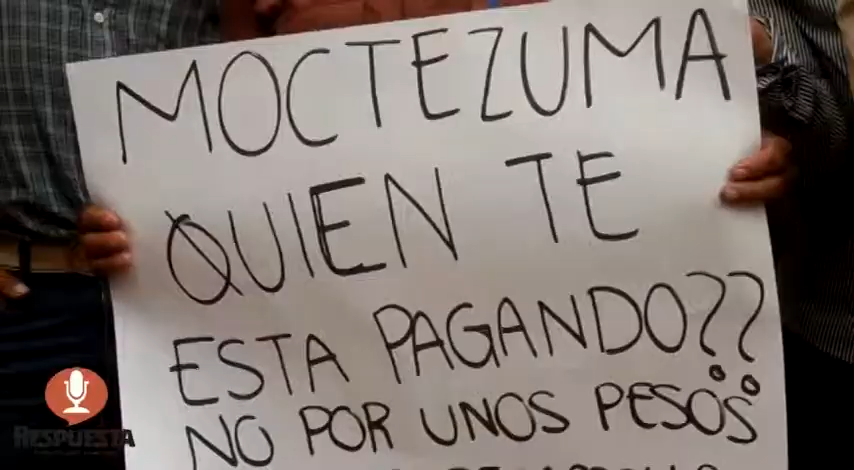 MOCTEZUMA
QUIEN TE
ESTA PAGANDO??
NO POR UNOS PESOS
RESPUESTA